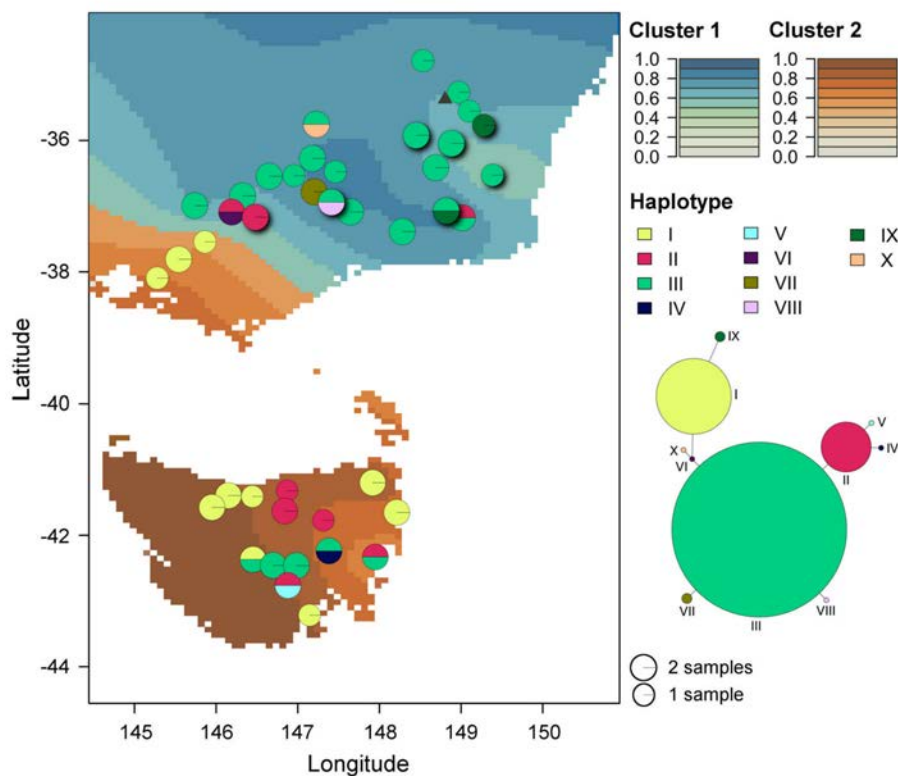 Cluster 1 Cluster 2
1.0 1.0
0.8 0.8
0.6 0.6
0.4 0.4
0.2 0.2
0.0 0.0
Haplotype
I V IX
II VI X
III VII
IV VIII
IX
I
V
IV
X
VI
II
VII
III
VIII
2 samples
1 sample
-36
-38
-40
-42
-44
Latitude
145 146 147 148 149 150
Longitude